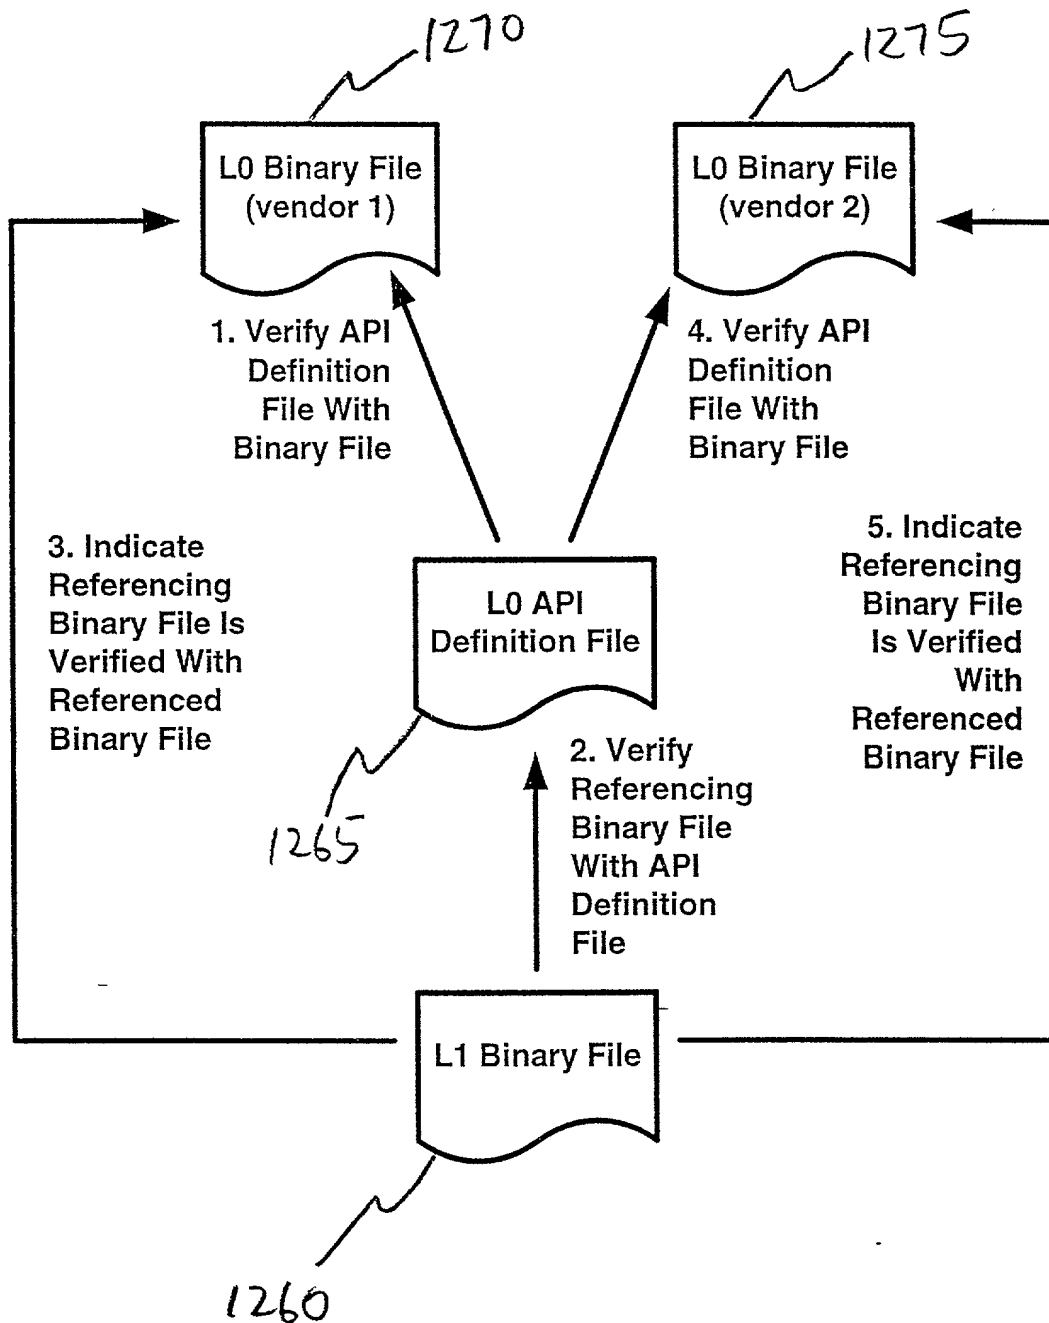 1270
1275
L0 Binary File
(vendor 1)
L0 Binary File
(vendor 2)
1. Verify API
Definition
File With
Binary File
4. Verify API
Definition
File With
Binary File
3. Indicate
Referencing
Binary File Is
Verified With
Referenced
Binary File
L0 API
Definition File
5. Indicate
Referencing
Binary File
Is Verified
With
Referenced
Binary File
1265
2. Verify
Referencing
Binary File
With API
Definition
File
L1 Binary File
1260